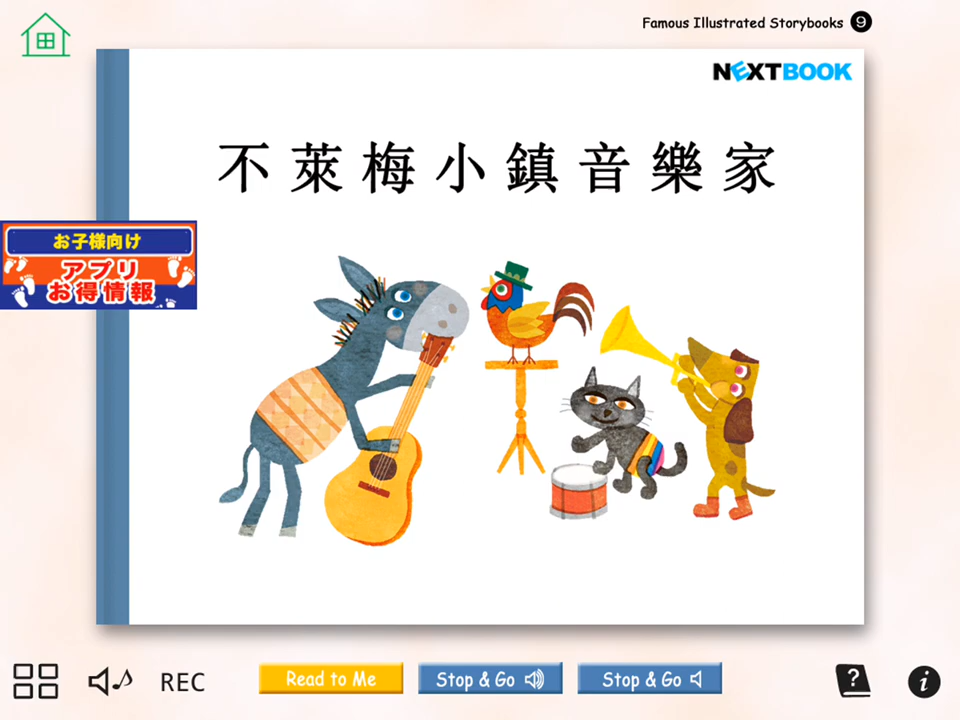 Famous Illustrated Storybooks 9
NEXTBOOK
不萊梅小鎮音樂家
お子様向け
アプリ
お得情報
REC
Read to Me
Stop & Go
Stop & Go
?
i